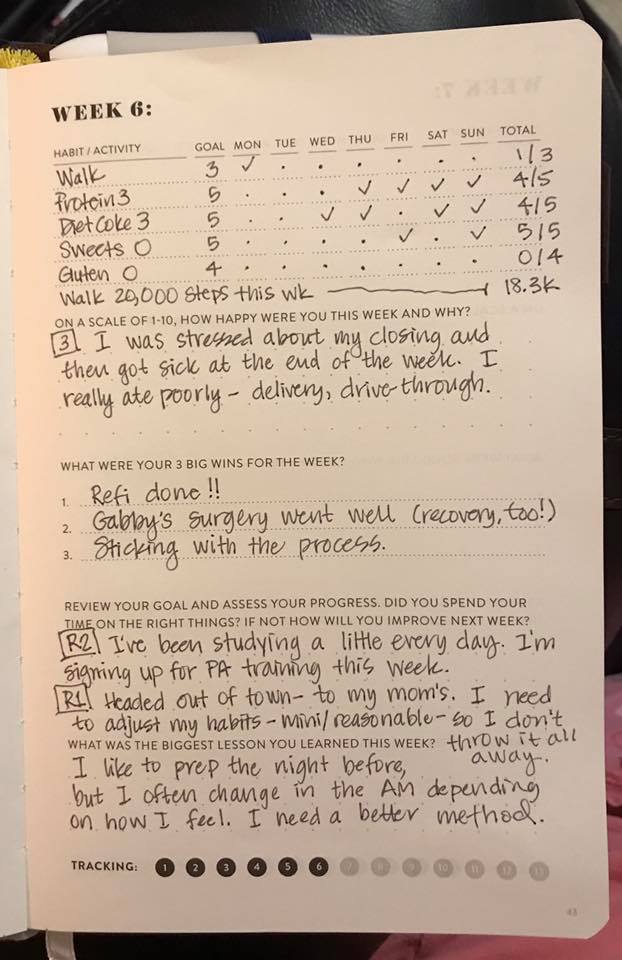 WEEK 6:
HABIT / ACTIVITY GOAL MON TUE WED THU FRI SAT SUN TOTAL
Walk 3 ✓ · · · · · · 1/3
Protein 3 5 · · · ✓ ✓ ✓ ✓ 4/5
Diet Coke 3 5 · · ✓ ✓ · ✓ ✓ 4/5
Sweets 0 5 · · · · ✓ · ✓ 5/5
Gluten 0 4 · · · · · · · 0/4
Walk 20,000 steps this wk 18.3K
ON A SCALE OF 1-10, HOW HAPPY WERE YOU THIS WEEK AND WHY?
3 I was stressed about my closing and
then got sick at the end of the week. I
really ate poorly - delivery, drive-through.
WHAT WERE YOUR 3 BIG WINS FOR THE WEEK?
1. Refi done!!
2. Gabby's surgery went well (recovery, too!)
3. Sticking with the process.
REVIEW YOUR GOAL AND ASSESS YOUR PROGRESS. DID YOU SPEND YOUR
TIME ON THE RIGHT THINGS? IF NOT HOW WILL YOU IMPROVE NEXT WEEK?
R2 I've been studying a little every day. I'm
signing up for PA training this week.
R1 Headed out of town - to my mom's. I need
to adjust my habits - mini/reasonable - so I don't
throw it all
away.
WHAT WAS THE BIGGEST LESSON YOU LEARNED THIS WEEK?
I like to prep the night before,
but I often change in the AM depending
on how I feel. I need a better method.
TRACKING: 1 2 3 4 5 6 7 8 9 10 11 12 13
43